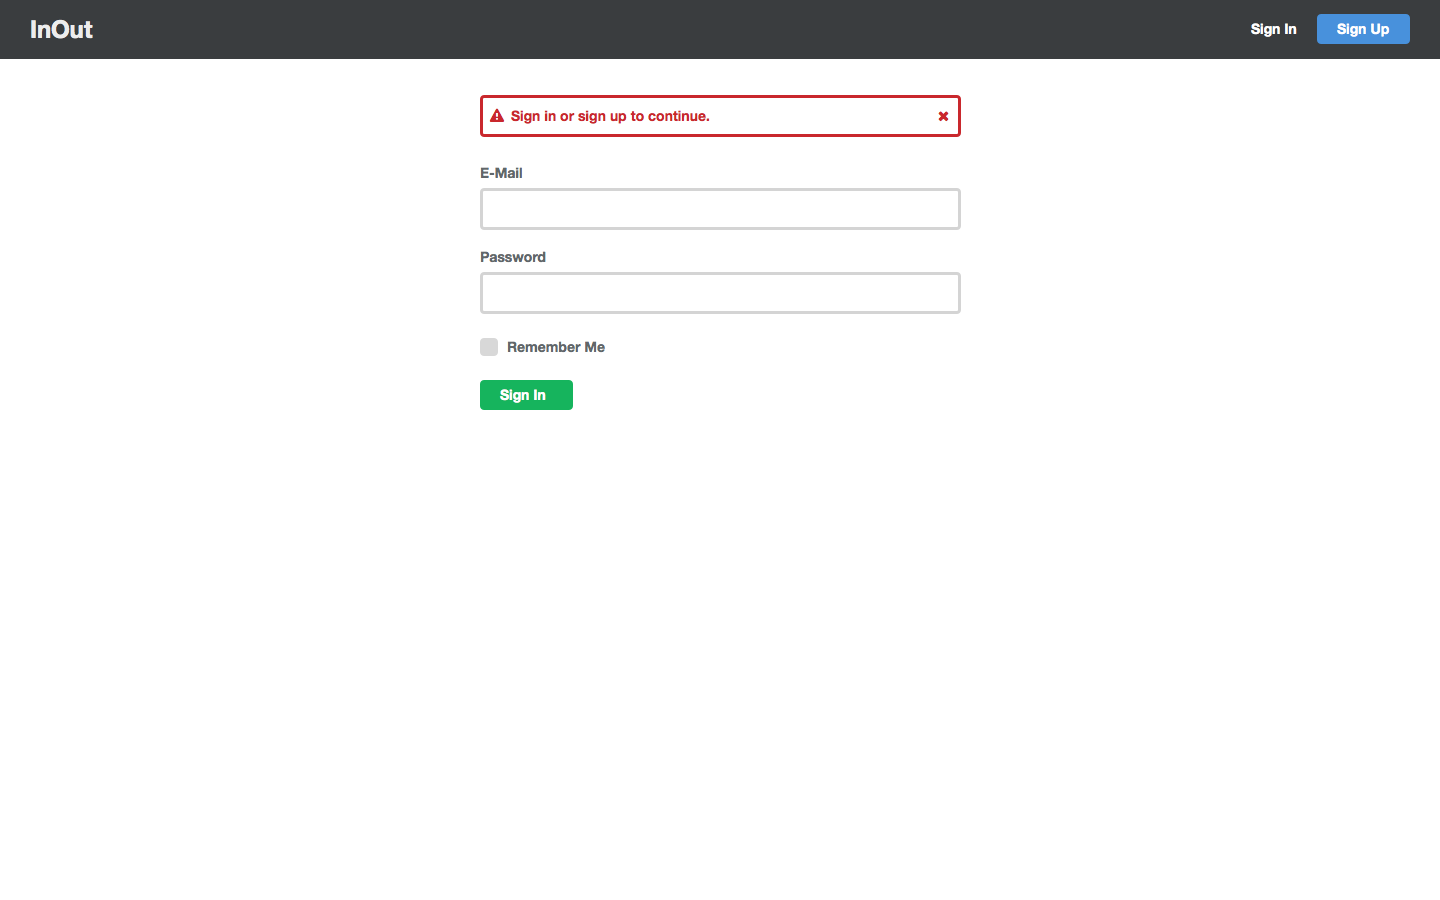 InOut
Sign In
Sign Up
Sign in or sign up to continue.
E-Mail
Password
Remember Me
Sign In